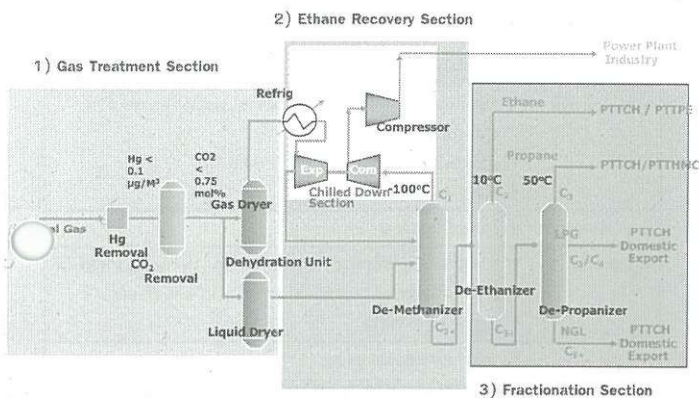 2) Ethane Recovery Section
1) Gas Treatment Section
Power Plant
Industry
Refrig
Compressor
Ethane
PTTCH / PTTPE
Propane
PTTCH/PTTHMC
Hg <
0.1
µg/M³
CO2
<
0.75
mol%
Exp
Com
Chilled Down
Section
-100°C
C₁
10°C
C₂
50°C
C₃
Gas Dryer
Gas
Hg
Removal
CO₂
Removal
Dehydration Unit
Liquid Dryer
De-Methanizer
C₂₊
De-Ethanizer
C₃₊
De-Propanizer
LPG
C₃/C₄
PTTCH
Domestic
Export
NGL
C₅₊
PTTCH
Domestic
Export
3) Fractionation Section